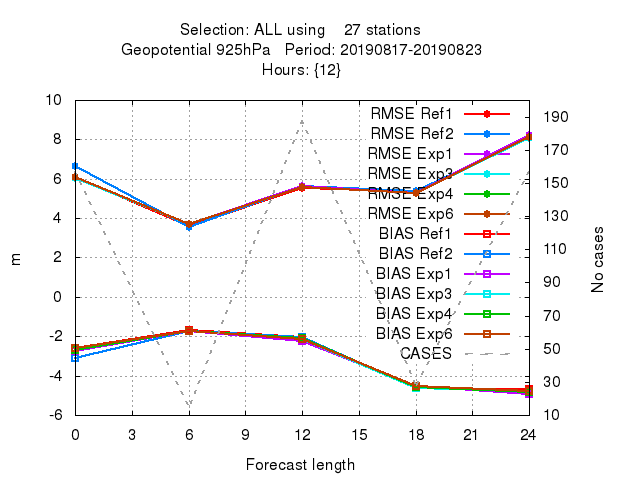 Selection: ALL using    27 stations
Geopotential 925hPa   Period: 20190817-20190823
Hours: {12}
RMSE Ref1
RMSE Ref2
RMSE Exp1
RMSE Exp3
RMSE Exp4
RMSE Exp6
BIAS Ref1
BIAS Ref2
BIAS Exp1
BIAS Exp3
BIAS Exp4
BIAS Exp6
CASES
10
8
6
4
2
0
-2
-4
-6
m
190
170
150
130
110
90
70
50
30
10
No cases
0 3 6 9 12 15 18 21 24
Forecast length